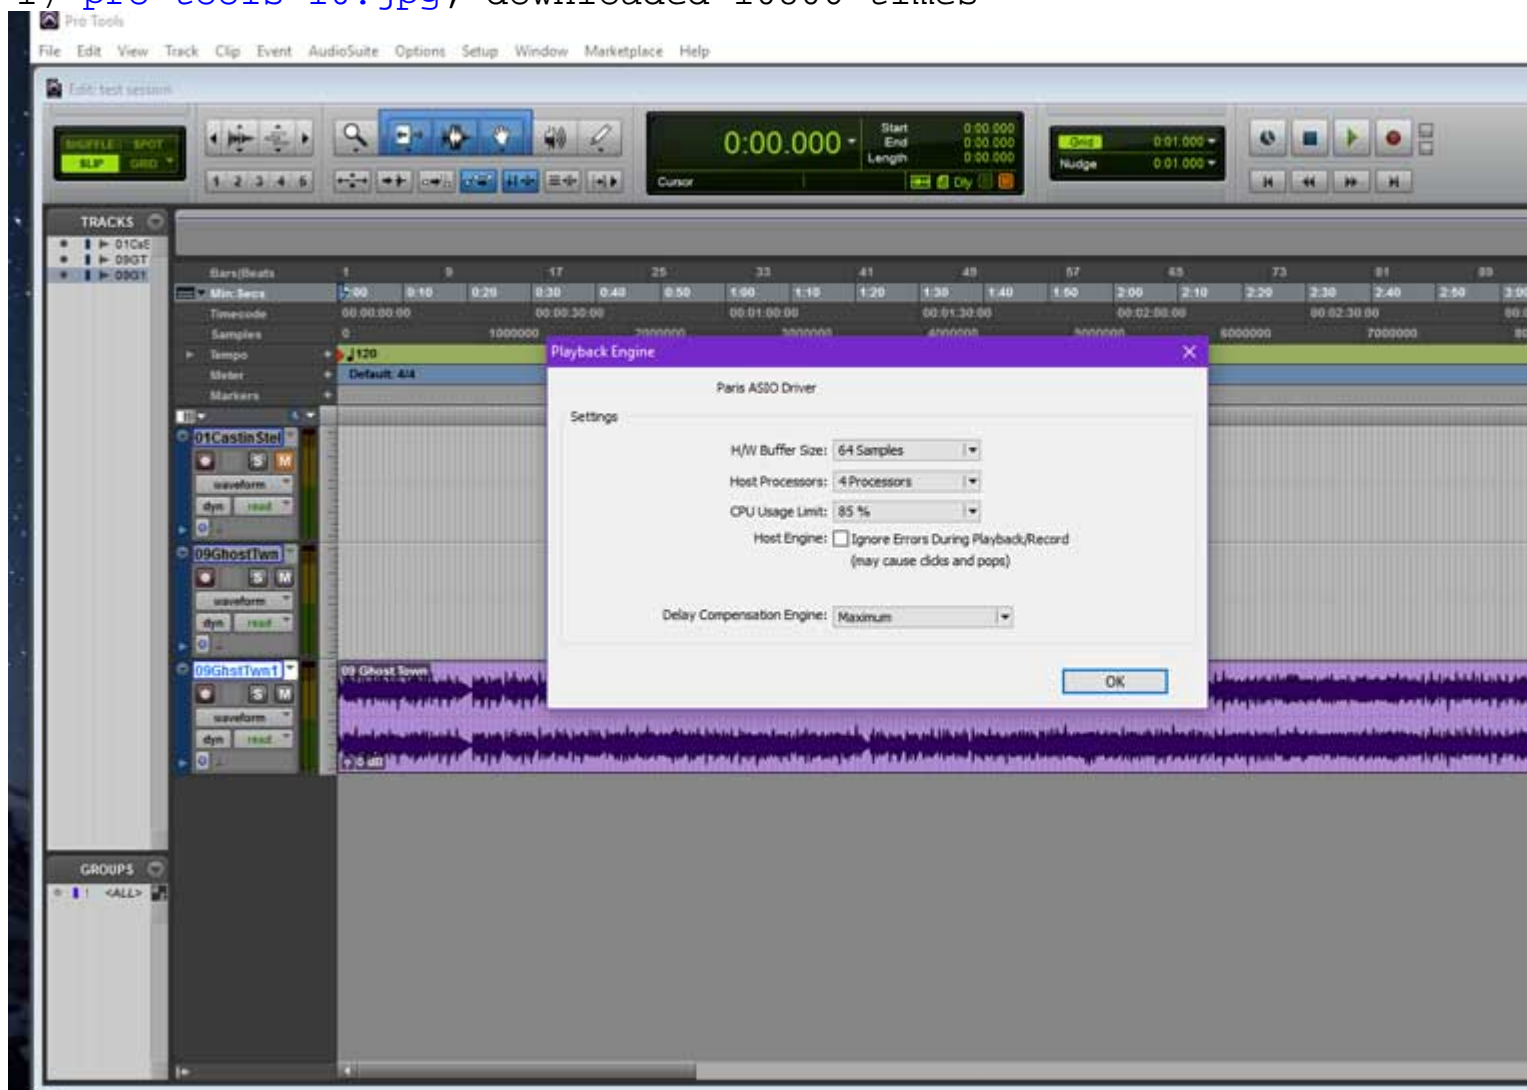 Pro Tools
File Edit View Track Clip Event AudioSuite Options Setup Window Marketplace Help
Edit: test session
SHUFFLE SPOT
SLIP GRID
1 2 3 4 5
0:00.000
Start 0:00.000
End 0:00.000
Length 0:00.000
Cursor
Dly
Grid 0:01.000
Nudge 0:01.000
TRACKS
01CsS
09GT
09GT
Bars|Beats 1 9 17 25 33 41 49 57 65 73 81 89
Min:Secs 0:00 0:10 0:20 0:30 0:40 0:50 1:00 1:10 1:20 1:30 1:40 1:50 2:00 2:10 2:20 2:30 2:40 2:50 3:00
Timecode 00:00:00:00 00:00:30:00 00:01:00:00 00:01:30:00 00:02:00:00 00:02:30:00
Samples 0 1000000 2000000 3000000 4000000 5000000 6000000 7000000
Tempo 120
Meter Default: 4/4
Markers
Playback Engine
Paris ASIO Driver
Settings
H/W Buffer Size: 64 Samples
Host Processors: 4 Processors
CPU Usage Limit: 85 %
Host Engine: Ignore Errors During Playback/Record
(may cause clicks and pops)
Delay Compensation Engine: Maximum
OK
01CastinStel
S M
waveform
dyn read
09GhostTwn
S M
waveform
dyn read
09GhstTwn1
S M
waveform
dyn read
09 Ghost Town
0 dB
GROUPS
! <ALL>